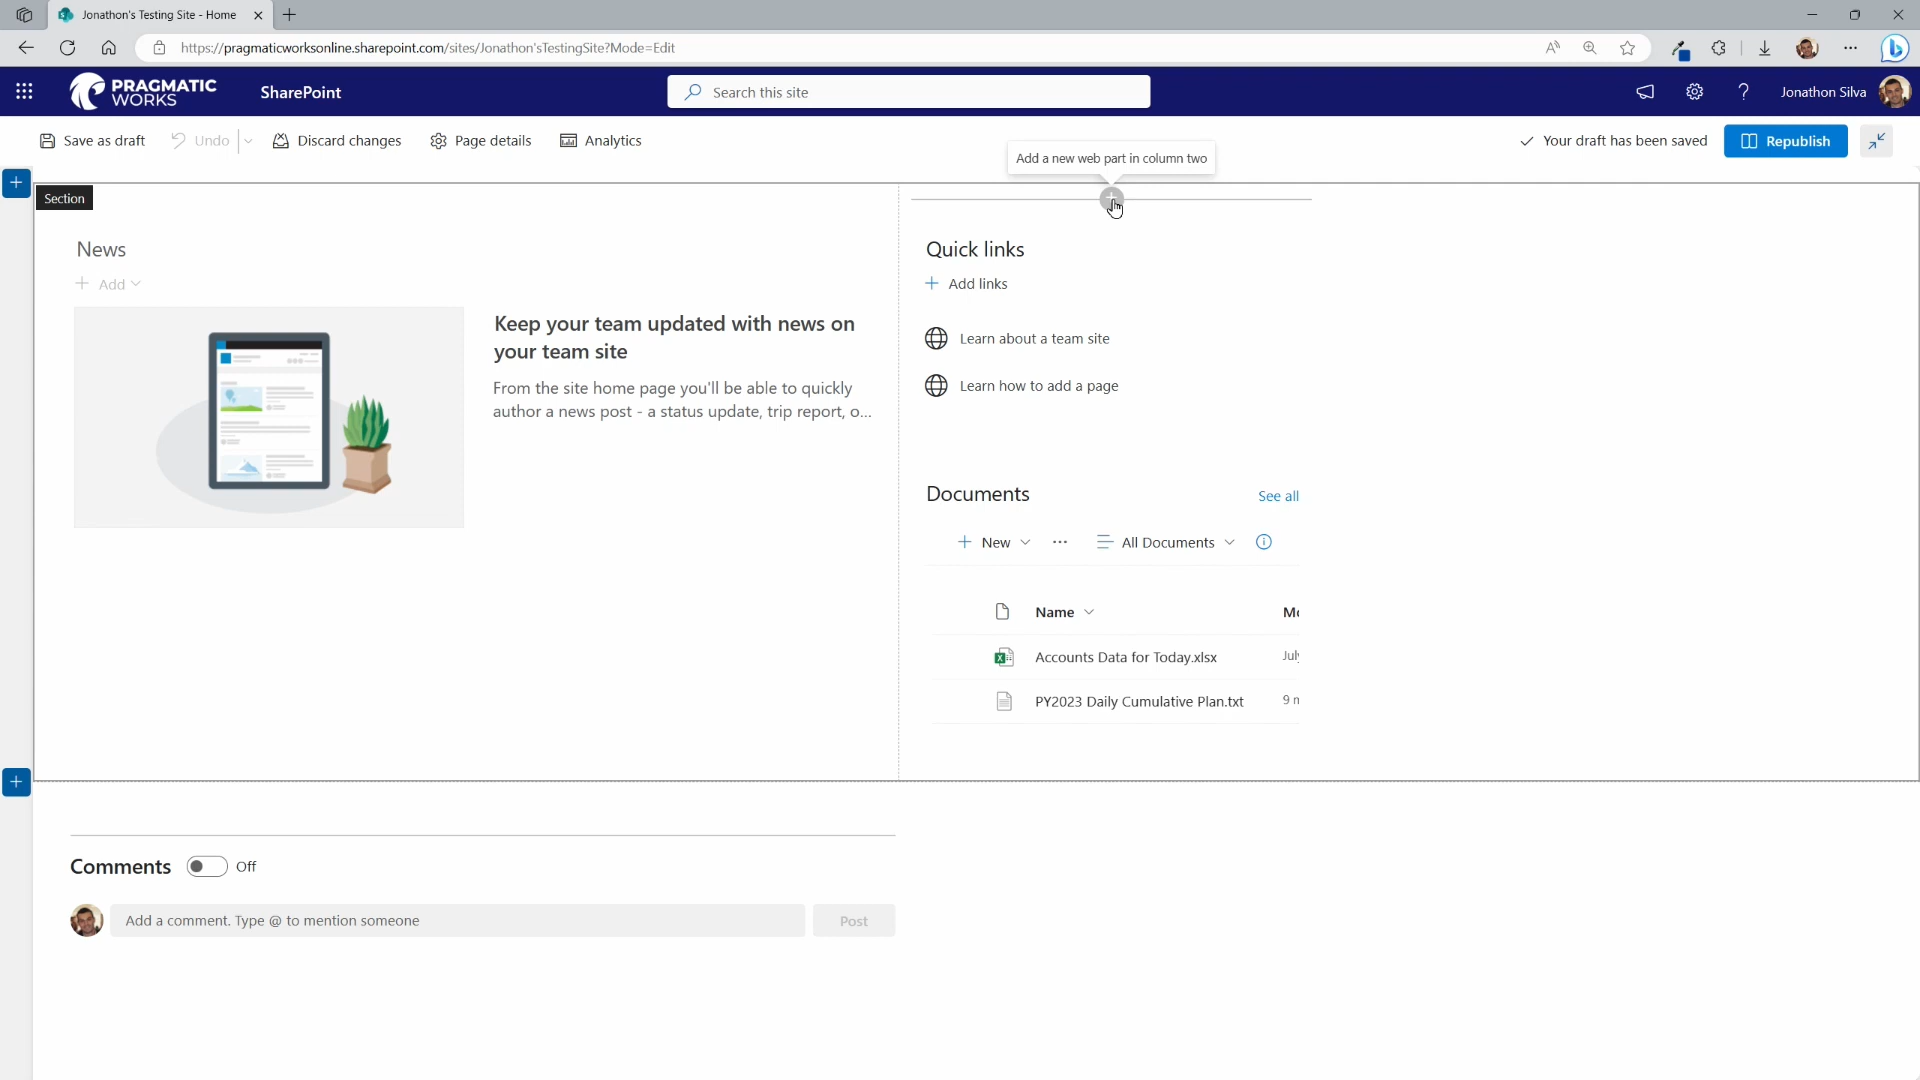 Jonathon's Testing Site - Home
https://pragmaticworksonline.sharepoint.com/sites/Jonathon'sTestingSite?Mode=Edit
PRAGMATIC
WORKS
SharePoint
Search this site
Jonathon Silva
Save as draft
Undo
Discard changes
Page details
Analytics
Add a new web part in column two
Your draft has been saved
Republish
Section
News
Add
Keep your team updated with news on
your team site
From the site home page you'll be able to quickly
author a news post - a status update, trip report, o...
Quick links
Add links
Learn about a team site
Learn how to add a page
Documents
See all
New
All Documents
Name
Accounts Data for Today.xlsx
July
PY2023 Daily Cumulative Plan.txt
9 m
Comments
Off
Add a comment. Type @ to mention someone
Post